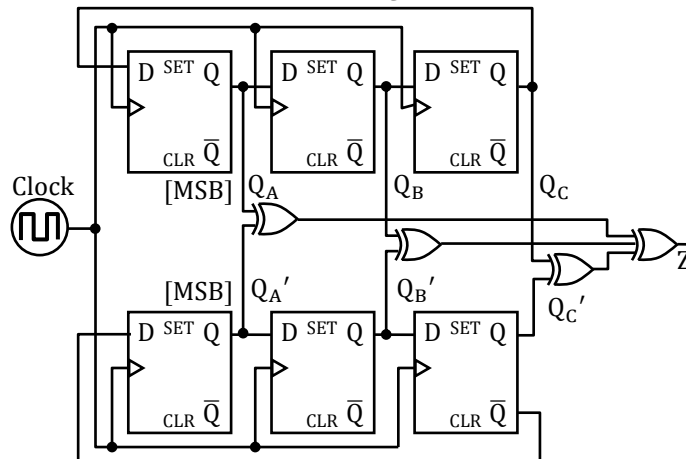 D SET Q D SET Q D SET Q
CLR Q̅ CLR Q̅ CLR Q̅
Clock [MSB] Q_A Q_B Q_C
Z
[MSB] Q_A′ Q_B′ Q_C′
D SET Q D SET Q D SET Q
CLR Q̅ CLR Q̅ CLR Q̅